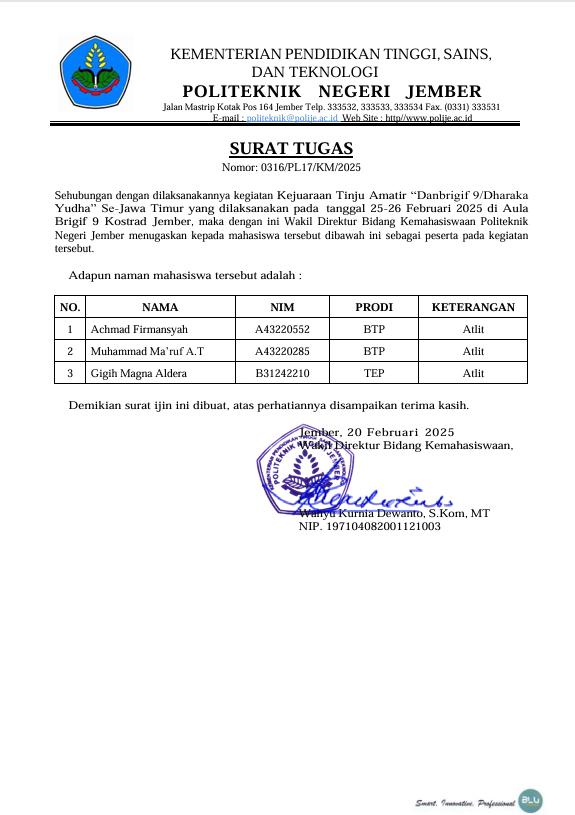 KEMENTERIAN PENDIDIKAN TINGGI, SAINS,
DAN TEKNOLOGI
POLITEKNIK NEGERI JEMBER
Jalan Mastrip Kotak Pos 164 Jember Telp. 333532, 333533, 333534 Fax. (0331) 333531
E-mail : politeknik@polije.ac.id Web Site : http//www.polije.ac.id
SURAT TUGAS
Nomor: 0316/PL17/KM/2025
Sehubungan dengan dilaksanakannya kegiatan Kejuaraan Tinju Amatir “Danbrigif 9/Dharaka
Yudha” Se-Jawa Timur yang dilaksanakan pada tanggal 25-26 Februari 2025 di Aula
Brigif 9 Kostrad Jember, maka dengan ini Wakil Direktur Bidang Kemahasiswaan Politeknik
Negeri Jember menugaskan kepada mahasiswa tersebut dibawah ini sebagai peserta pada kegiatan
tersebut.
Adapun naman mahasiswa tersebut adalah :
NO. NAMA NIM PRODI KETERANGAN
1 Achmad Firmansyah A43220552 BTP Atlit
2 Muhammad Ma’ruf A.T A43220285 BTP Atlit
3 Gigih Magna Aldera B31242210 TEP Atlit
Demikian surat ijin ini dibuat, atas perhatiannya disampaikan terima kasih.
Jember, 20 Februari 2025
Wakil Direktur Bidang Kemahasiswaan,
Wahyu Kurnia Dewanto, S.Kom, MT
NIP. 197104082001121003
Smart, Innovative, Professional
BLU